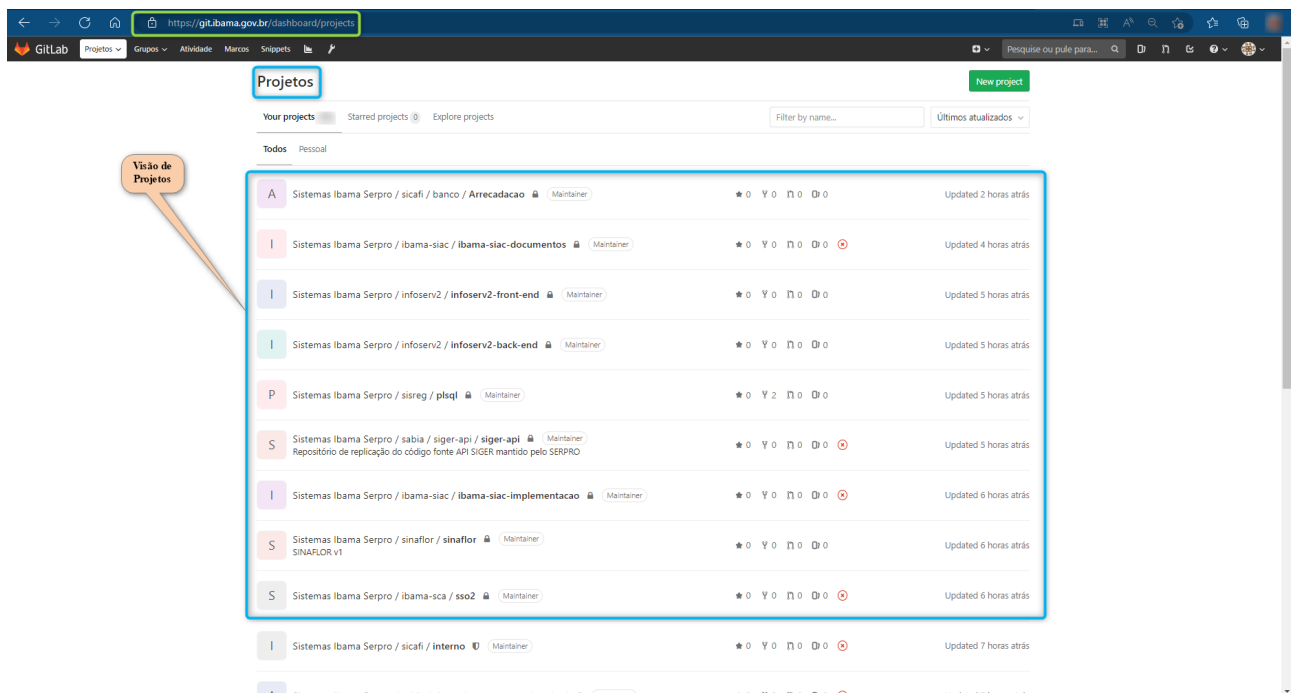 https://git.ibama.gov.br/dashboard/projects
GitLab Projetos Grupos Atividade Marcos Snippets Pesquise ou pule para...
Projetos New project
Your projects Starred projects 0 Explore projects Filter by name... Últimos atualizados
Todos Pessoal
Visão de
Projetos
A Sistemas Ibama Serpro / sicafi / banco / Arrecadacao Maintainer 0 0 0 0 Updated 2 horas atrás
I Sistemas Ibama Serpro / ibama-siac / ibama-siac-documentos Maintainer 0 0 0 0 Updated 4 horas atrás
I Sistemas Ibama Serpro / infoserv2 / infoserv2-front-end Maintainer 0 0 0 0 Updated 5 horas atrás
I Sistemas Ibama Serpro / infoserv2 / infoserv2-back-end Maintainer 0 0 0 0 Updated 5 horas atrás
P Sistemas Ibama Serpro / sisreg / plsql Maintainer 0 2 0 0 Updated 5 horas atrás
S Sistemas Ibama Serpro / sabia / siger-api / siger-api Maintainer 0 0 0 0 Updated 5 horas atrás
Repositório de replicação do código fonte API SIGER mantido pelo SERPRO
I Sistemas Ibama Serpro / ibama-siac / ibama-siac-implementacao Maintainer 0 0 0 0 Updated 6 horas atrás
S Sistemas Ibama Serpro / sinaflor / sinaflor Maintainer 0 0 0 0 Updated 6 horas atrás
SINAFLOR v1
S Sistemas Ibama Serpro / ibama-sca / sso2 Maintainer 0 0 0 0 Updated 6 horas atrás
I Sistemas Ibama Serpro / sicafi / interno Maintainer 0 0 0 0 Updated 7 horas atrás